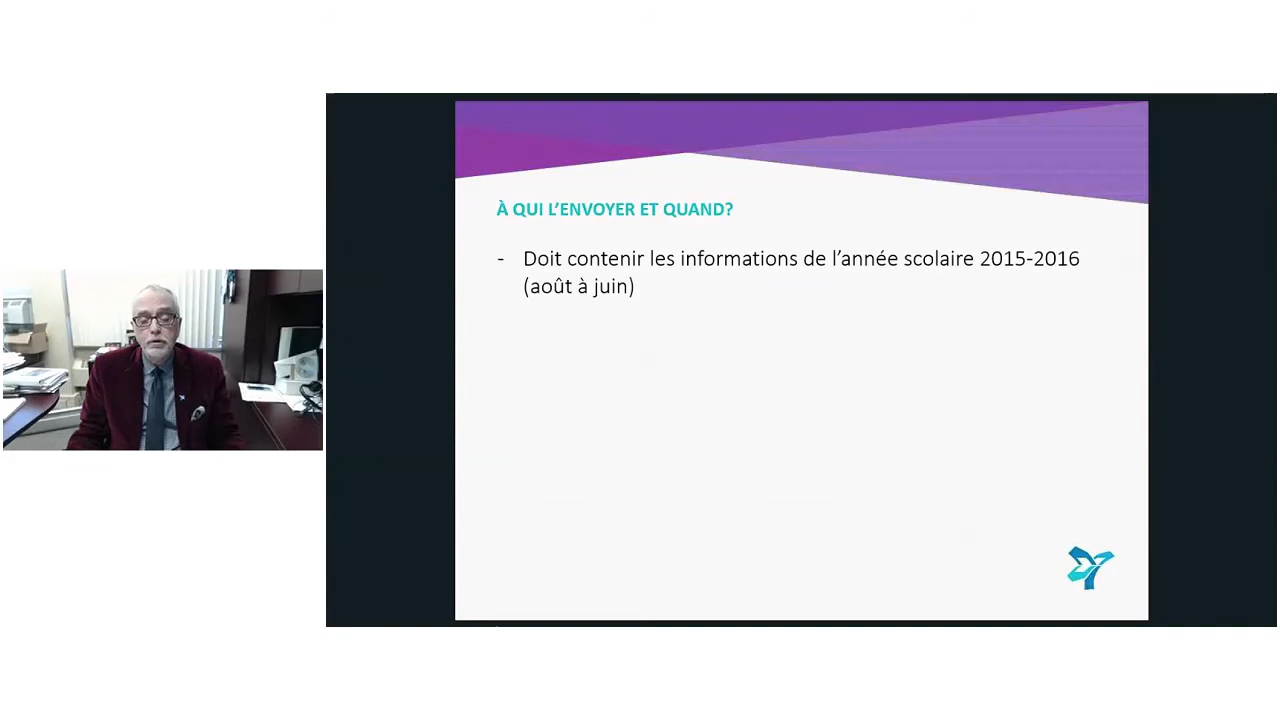 À QUI L'ENVOYER ET QUAND?
- Doit contenir les informations de l'année scolaire 2015-2016
(août à juin)